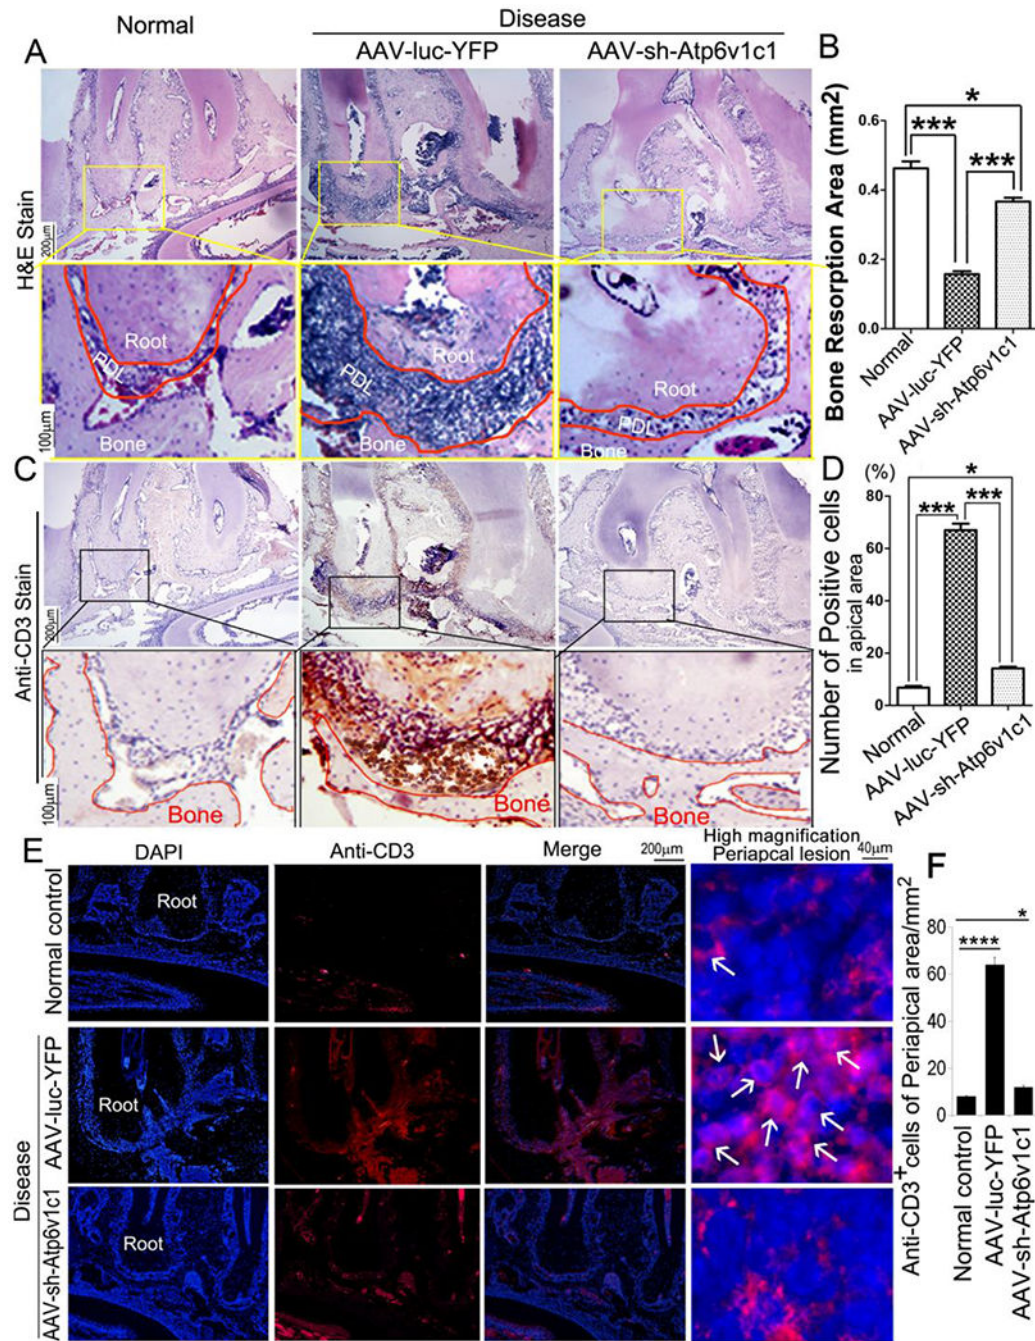 Normal
Disease
AAV-luc-YFP
AAV-sh-Atp6v1c1
A
H&E Stain
200μm
100μm
Root
PDL
Bone
Root
PDL
Bone
Root
PDL
Bone
B
Bone Resorption Area (mm2)
0.6
0.4
0.2
0.0
***
***
*
Normal
AAV-luc-YFP
AAV-sh-Atp6v1c1
C
Anti-CD3 Stain
200μm
100μm
Bone
Bone
Bone
D
(%)
Number of Positive cells
in apical area
80
60
40
20
0
***
***
*
Normal
AAV-luc-YFP
AAV-sh-Atp6v1c1
E
DAPI
Anti-CD3
Merge
200μm
High magnification
Periapcal lesion
40μm
Normal control
Disease
AAV-luc-YFP
AAV-sh-Atp6v1c1
Root
Root
Root
F
Anti-CD3+ cells of Periapical area/mm2
80
60
40
20
0
****
*
Normal control
AAV-luc-YFP
AAV-sh-Atp6v1c1